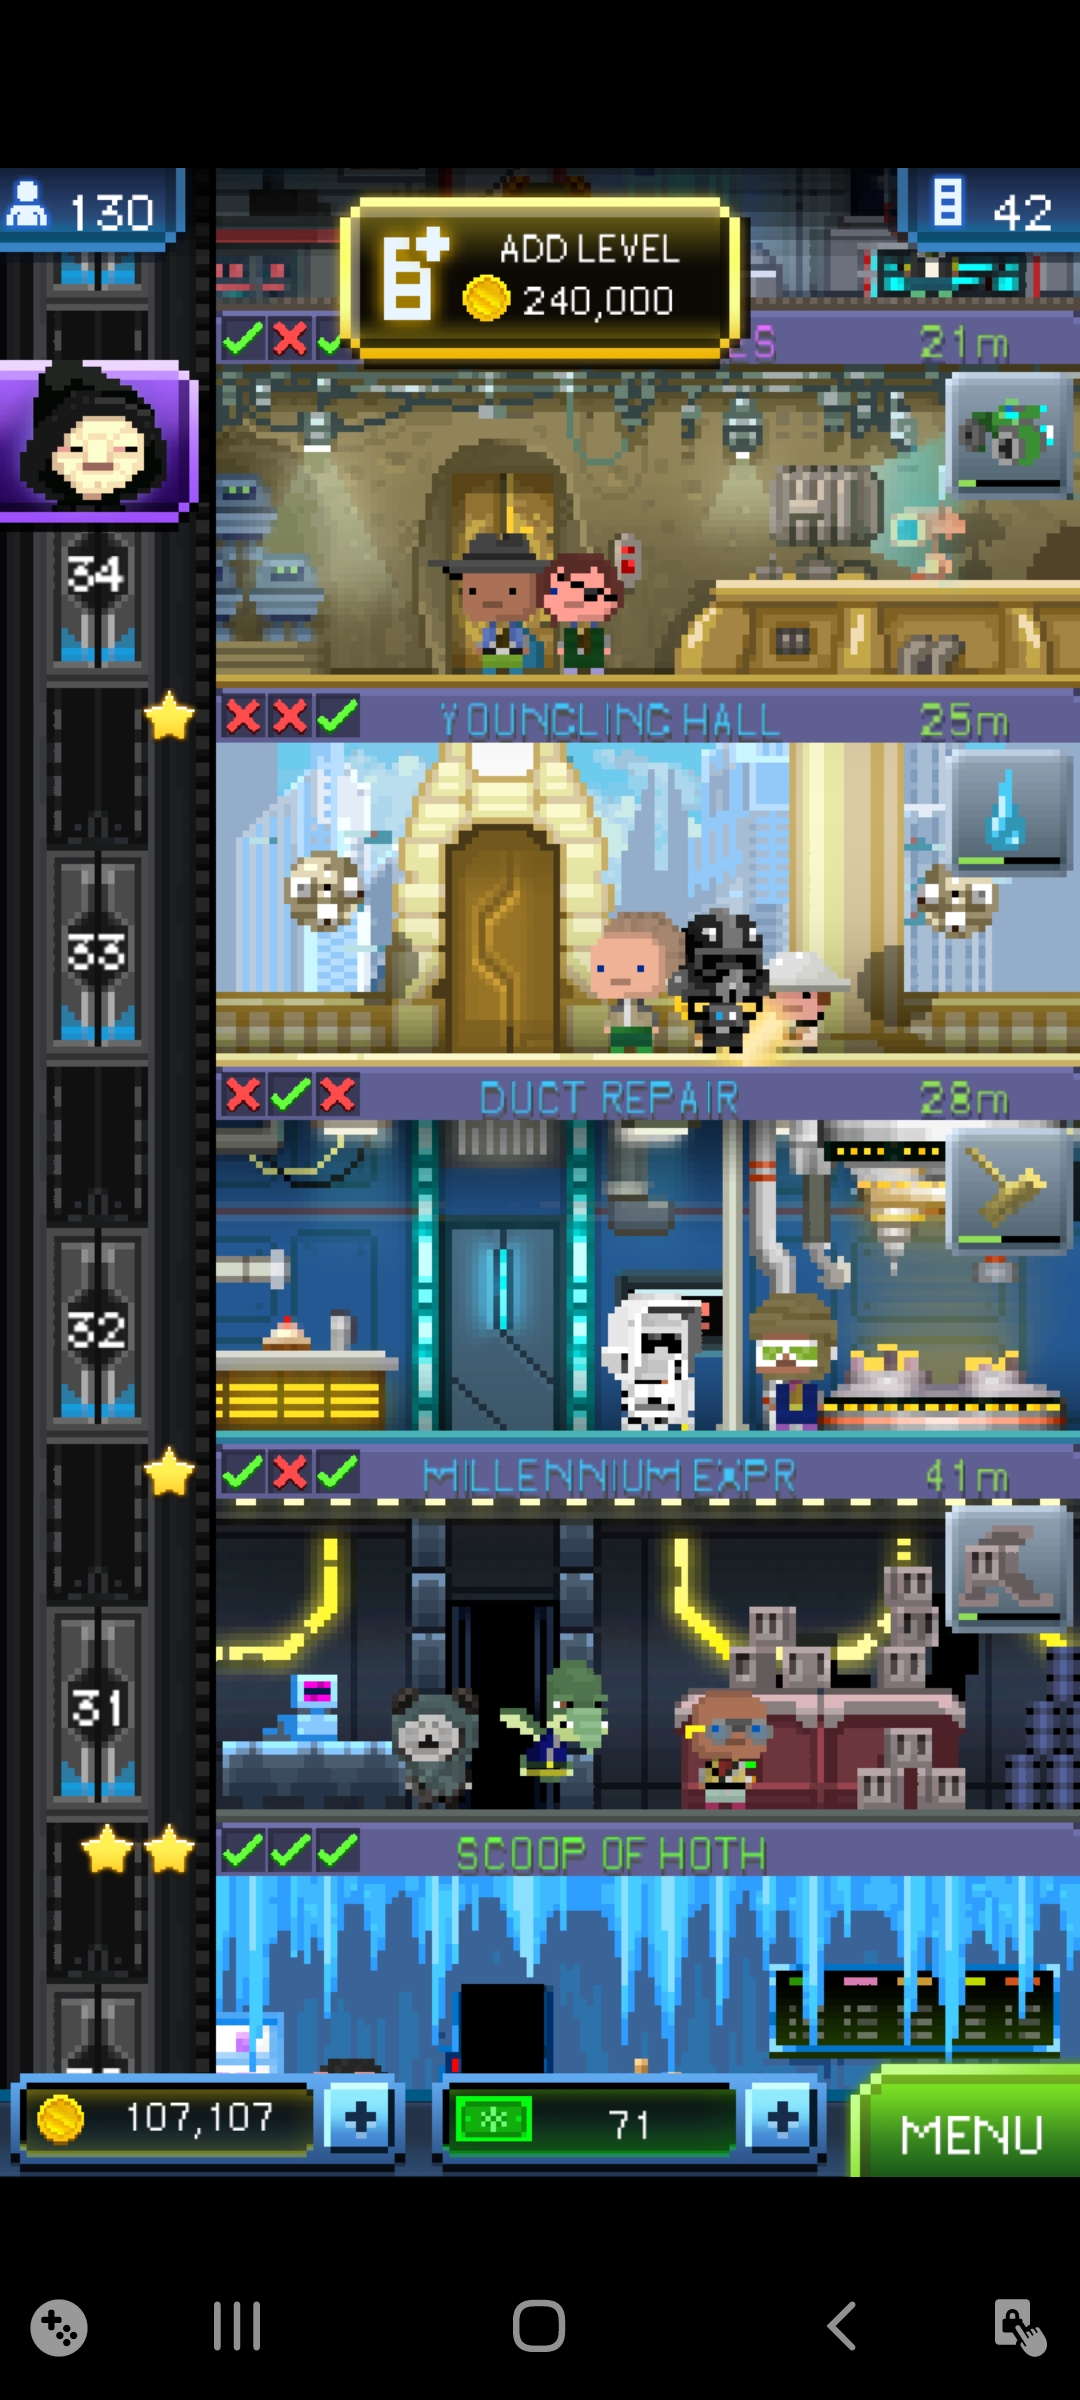 130
42
ADD LEVEL
240,000
21m
34
YOUNGLING HALL
25m
33
DUCT REPAIR
28m
32
MILLENNIUM EXPR
41m
31
SCOOP OF HOTH
107,107
71
MENU